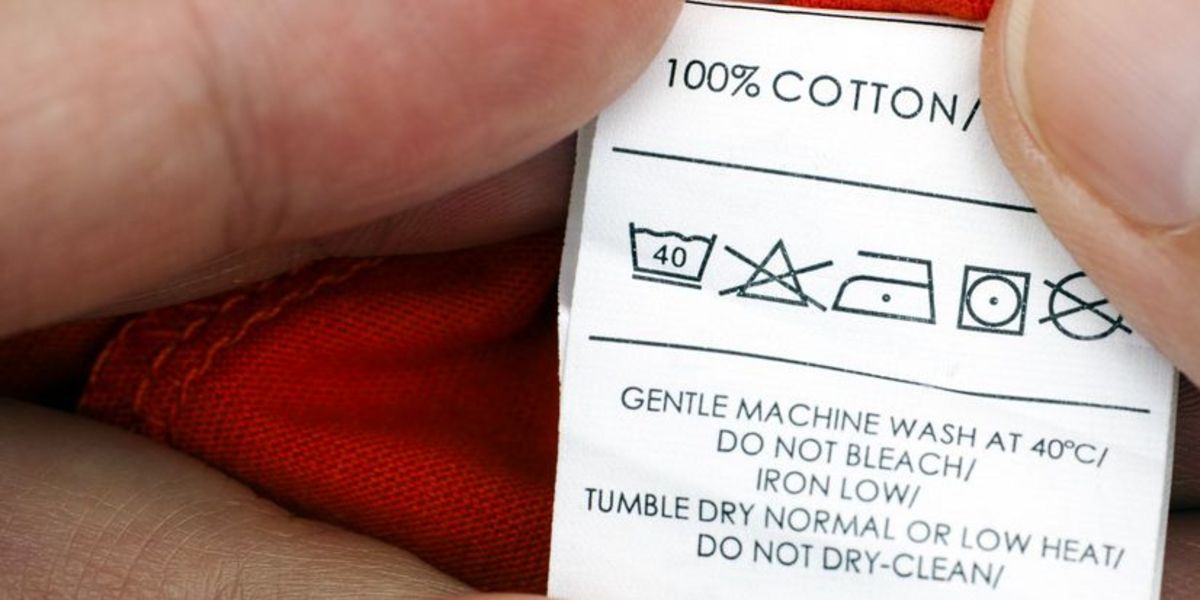 100% COTTON/
40
GENTLE MACHINE WASH AT 40ºC/
DO NOT BLEACH/
IRON LOW/
TUMBLE DRY NORMAL OR LOW HEAT/
DO NOT DRY-CLEAN/